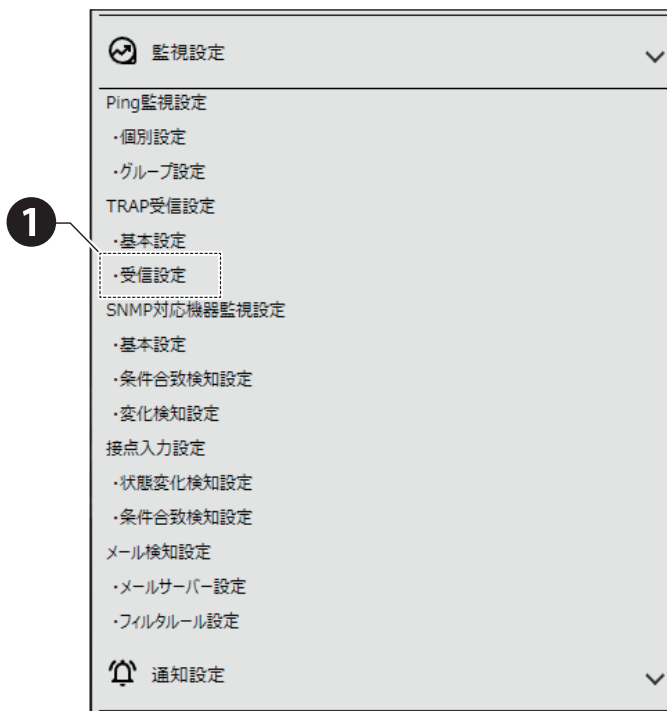 監視設定
Ping監視設定
・個別設定
・グループ設定
TRAP受信設定
1
・基本設定
・受信設定
SNMP対応機器監視設定
・基本設定
・条件合致検知設定
・変化検知設定
接点入力設定
・状態変化検知設定
・条件合致検知設定
メール検知設定
・メールサーバー設定
・フィルタルール設定
通知設定